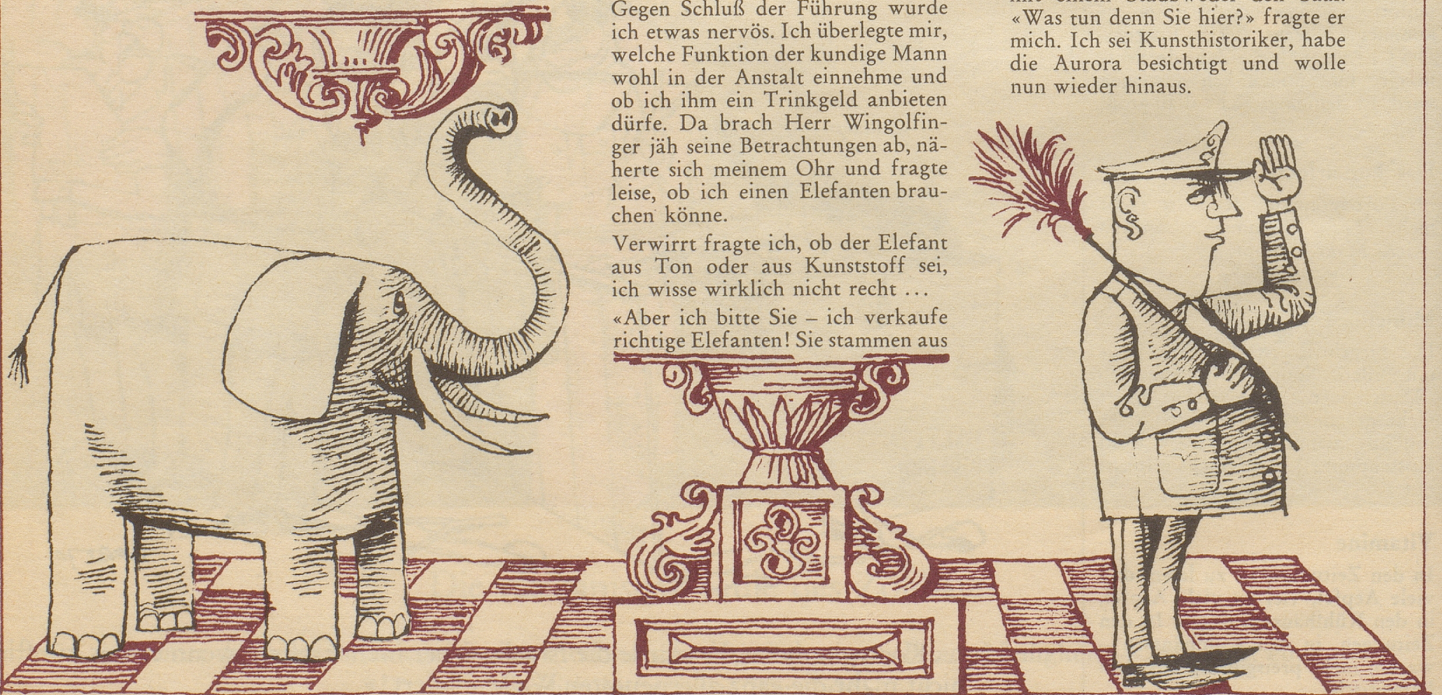 Gegen Schluß der Führung wurde
ich etwas nervös. Ich überlegte mir,
welche Funktion der kundige Mann
wohl in der Anstalt einnehme und
ob ich ihm ein Trinkgeld anbieten
dürfe. Da brach Herr Wingolfin-
ger jäh seine Betrachtungen ab, nä-
herte sich meinem Ohr und fragte
leise, ob ich einen Elefanten brau-
chen könne.
Verwirrt fragte ich, ob der Elefant
aus Ton oder aus Kunststoff sei,
ich wisse wirklich nicht recht ...
«Aber ich bitte Sie – ich verkaufe
richtige Elefanten! Sie stammen aus
«Was tun denn Sie hier?» fragte er
mich. Ich sei Kunsthistoriker, habe
die Aurora besichtigt und wolle
nun wieder hinaus.